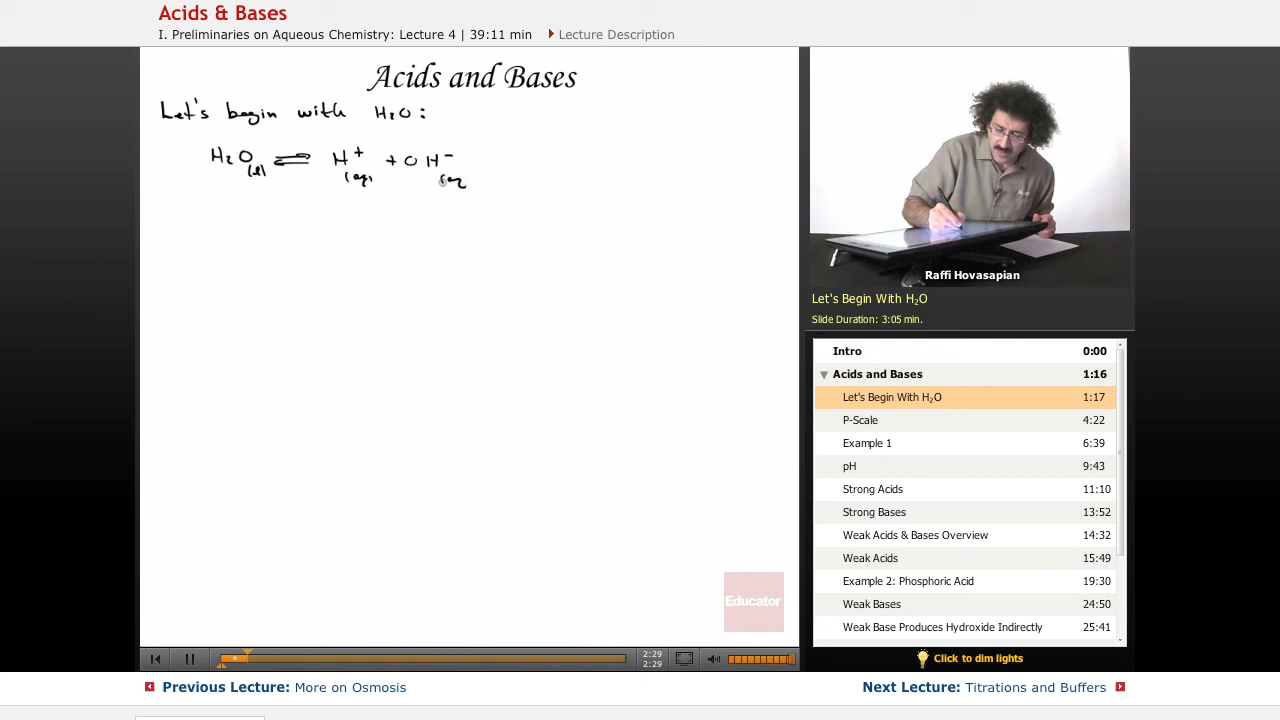 Acids & Bases
I. Preliminaries on Aqueous Chemistry: Lecture 4 | 39:11 min
Lecture Description
Acids and Bases
Let's begin with H₂O:
H₂O(l) ⇌ H⁺(aq) + OH⁻(aq
Educator
Raffi Hovasapian
Let's Begin With H₂O
Slide Duration: 3:05 min.
Intro 0:00
Acids and Bases 1:16
Let's Begin With H₂O 1:17
P-Scale 4:22
Example 1 6:39
pH 9:43
Strong Acids 11:10
Strong Bases 13:52
Weak Acids & Bases Overview 14:32
Weak Acids 15:49
Example 2: Phosphoric Acid 19:30
Weak Bases 24:50
Weak Base Produces Hydroxide Indirectly 25:41
2:29
2:29
Click to dim lights
Previous Lecture: More on Osmosis
Next Lecture: Titrations and Buffers